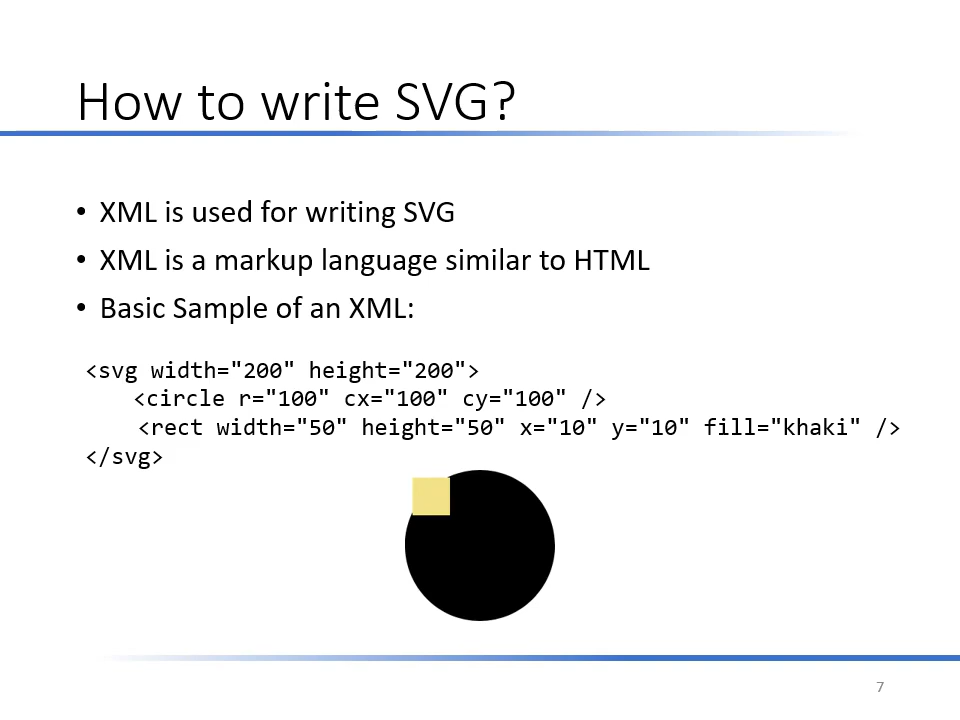 How to write SVG?
• XML is used for writing SVG
• XML is a markup language similar to HTML
• Basic Sample of an XML:
<svg width="200" height="200">
<circle r="100" cx="100" cy="100" />
<rect width="50" height="50" x="10" y="10" fill="khaki" />
</svg>
7